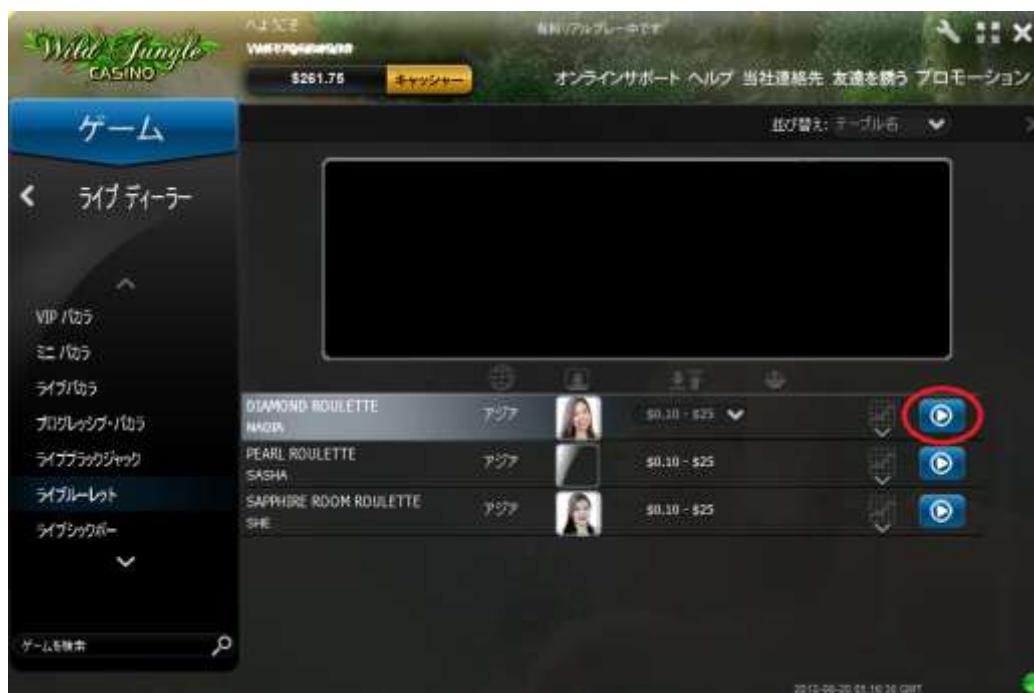 Wild Jungle
CASINO
へようこそ
有料リアルプレー中です
$261.75
キャッシャー
オンラインサポート ヘルプ 当社連絡先 友達を誘う プロモーション
ゲーム
並び替え: テーブル名
ライブ ディーラー
VIP バカラ
ミニ バカラ
ライブバカラ
プログレッシブ・バカラ
ライブブラックジャック
ライブルーレット
ライブシックボー
DIAMOND ROULETTE
NADIA
アジア
$0.10 - $25
PEARL ROULETTE
SASHA
アジア
$0.10 - $25
SAPPHIRE ROOM ROULETTE
SHE
アジア
$0.10 - $25
ゲームを検索